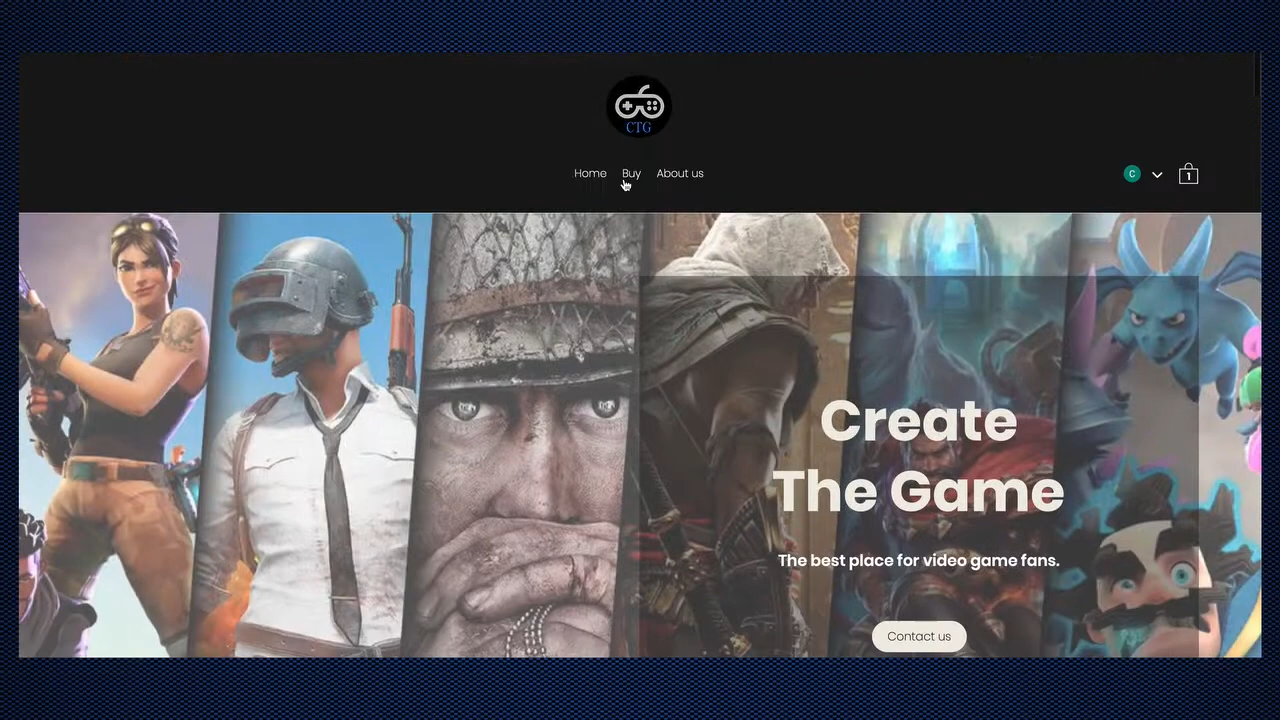 CTG
Home Buy About us
C
1
Create
The Game
The best place for video game fans.
Contact us